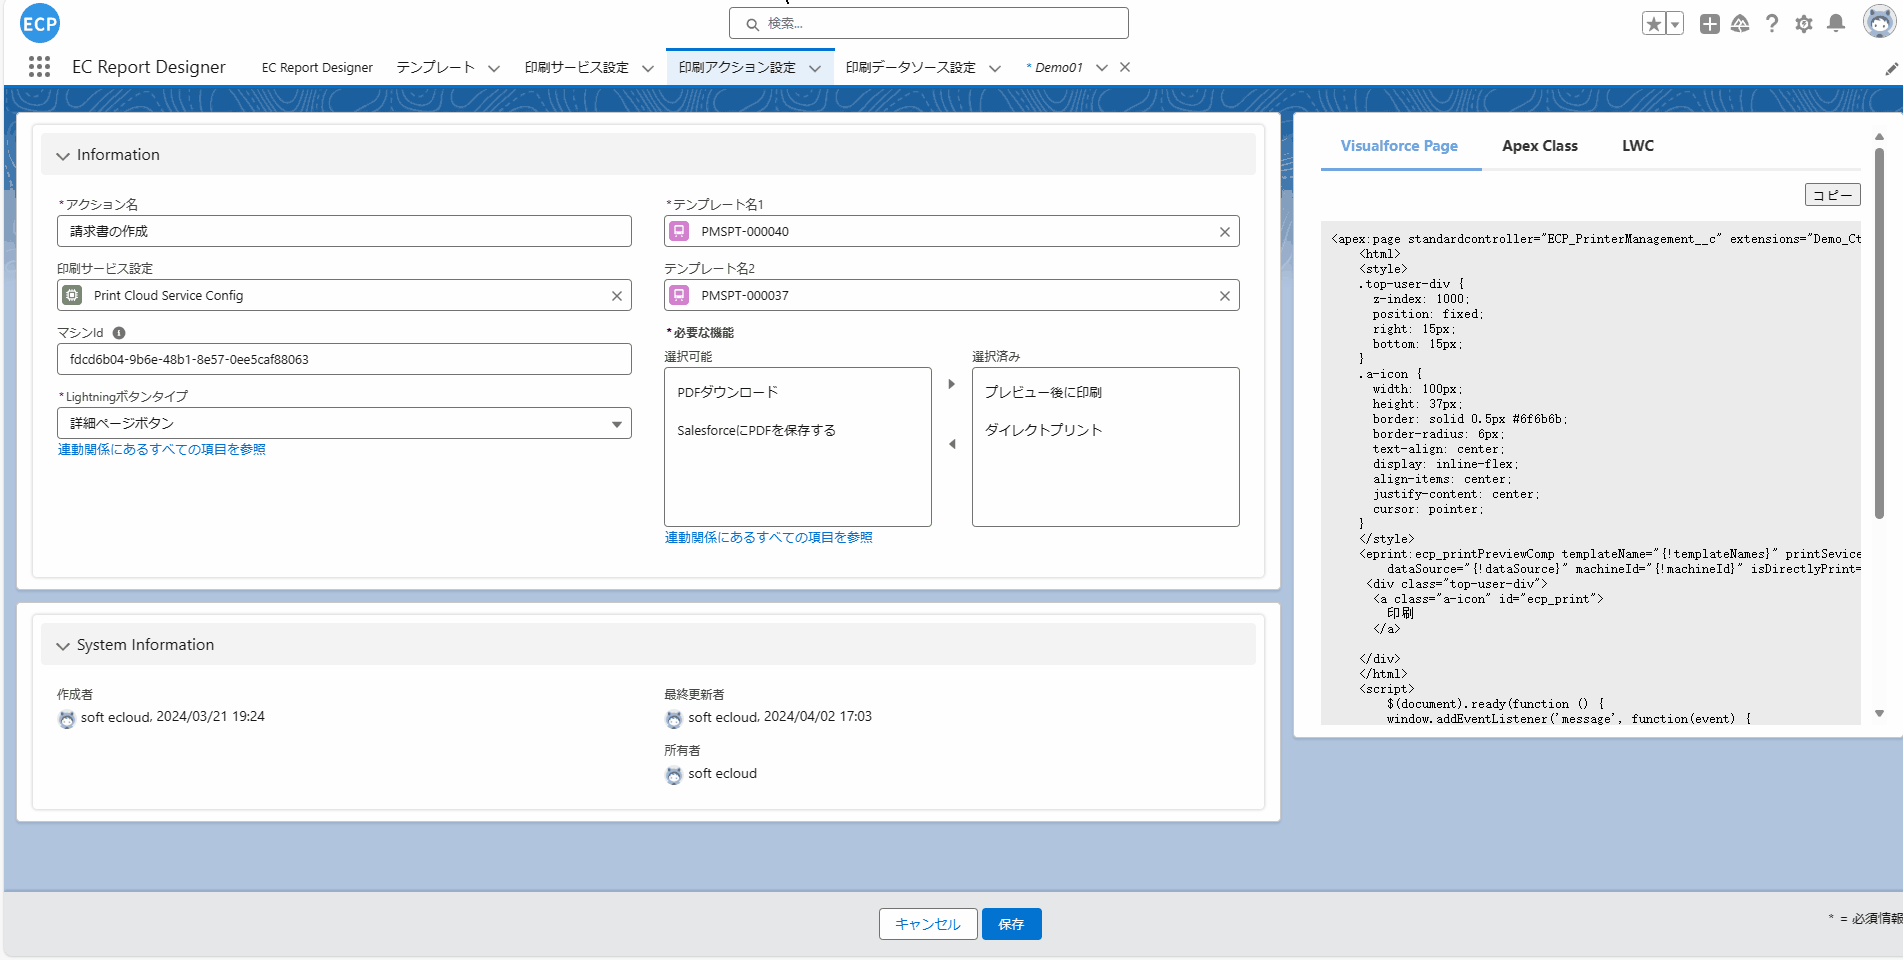 ECP
検索...
EC Report Designer
EC Report Designer
テンプレート
印刷サービス設定
印刷アクション設定
印刷データソース設定
* Demo01
Information
*アクション名
請求書の作成
印刷サービス設定
Print Cloud Service Config
マシンId
fdcd6b04-9b6e-48b1-8e57-0ee5caf88063
*Lightningボタンタイプ
詳細ページボタン
連動関係にあるすべての項目を参照
*テンプレート名1
PMSPT-000040
テンプレート名2
PMSPT-000037
*必要な機能
選択可能
PDFダウンロード
SalesforceにPDFを保存する
選択済み
プレビュー後に印刷
ダイレクトプリント
連動関係にあるすべての項目を参照
System Information
作成者
soft ecloud, 2024/03/21 19:24
最終更新者
soft ecloud, 2024/04/02 17:03
所有者
soft ecloud
Visualforce Page
Apex Class
LWC
コピー
<apex:page standardcontroller="ECP_PrinterManagement__c" extensions="Demo_Ct
<html>
<style>
.top-user-div {
z-index: 1000;
position: fixed;
right: 15px;
bottom: 15px;
}
.a-icon {
width: 100px;
height: 37px;
border: solid 0.5px #6f6b6b;
border-radius: 6px;
text-align: center;
display: inline-flex;
align-items: center;
justify-content: center;
cursor: pointer;
}
</style>
<eprint:ecp_printPreviewComp templateName="{!templateNames}" printSevice
dataSource="{!dataSource}" machineId="{!machineId}" isDirectlyPrint=
<div class="top-user-div">
<a class="a-icon" id="ecp_print">
印刷
</a>
</div>
</html>
<script>
$(document).ready(function () {
window.addEventListener('message', function(event) {
キャンセル
保存
* = 必須情報